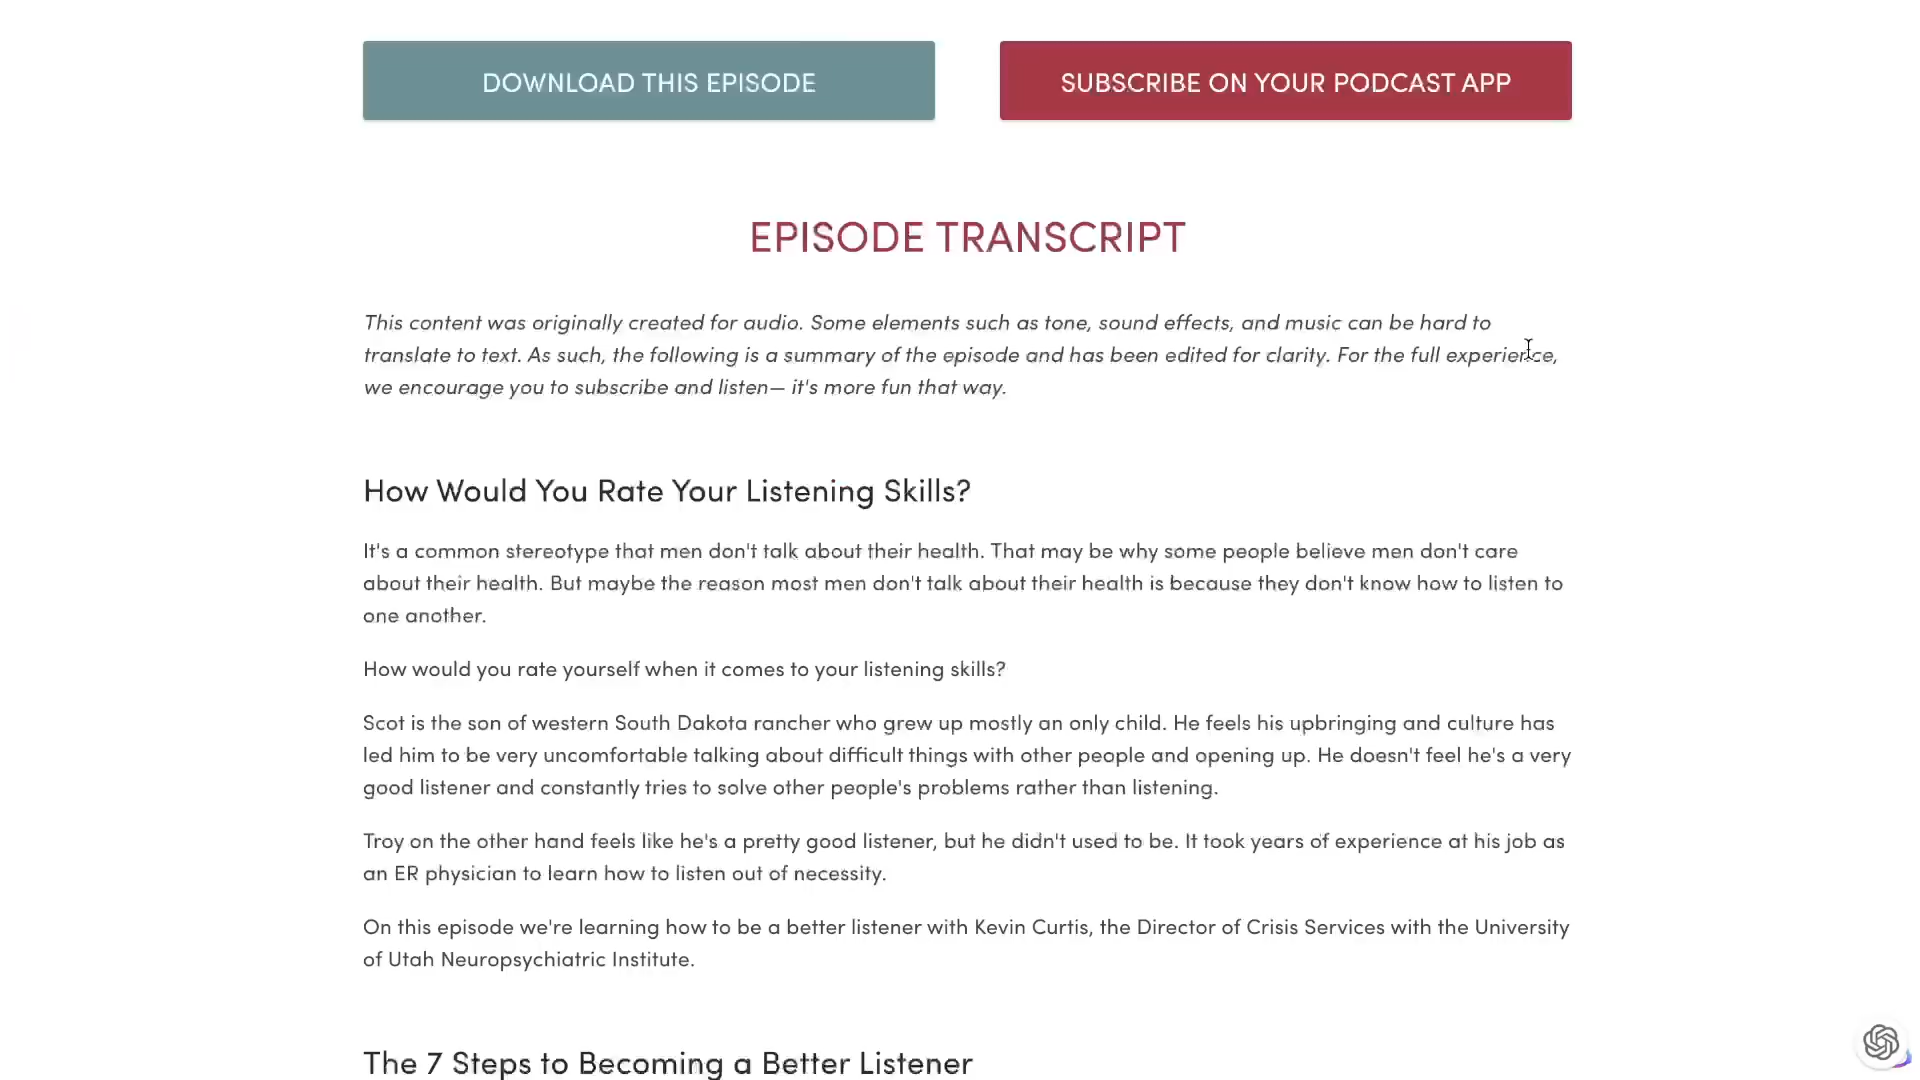 DOWNLOAD THIS EPISODE
SUBSCRIBE ON YOUR PODCAST APP
EPISODE TRANSCRIPT
This content was originally created for audio. Some elements such as tone, sound effects, and music can be hard to
translate to text. As such, the following is a summary of the episode and has been edited for clarity. For the full experience,
we encourage you to subscribe and listen— it's more fun that way.
How Would You Rate Your Listening Skills?
It's a common stereotype that men don't talk about their health. That may be why some people believe men don't care
about their health. But maybe the reason most men don't talk about their health is because they don't know how to listen to
one another.
How would you rate yourself when it comes to your listening skills?
Scot is the son of western South Dakota rancher who grew up mostly an only child. He feels his upbringing and culture has
led him to be very uncomfortable talking about difficult things with other people and opening up. He doesn't feel he's a very
good listener and constantly tries to solve other people's problems rather than listening.
Troy on the other hand feels like he's a pretty good listener, but he didn't used to be. It took years of experience at his job as
an ER physician to learn how to listen out of necessity.
On this episode we're learning how to be a better listener with Kevin Curtis, the Director of Crisis Services with the University
of Utah Neuropsychiatric Institute.
The 7 Steps to Becoming a Better Listener